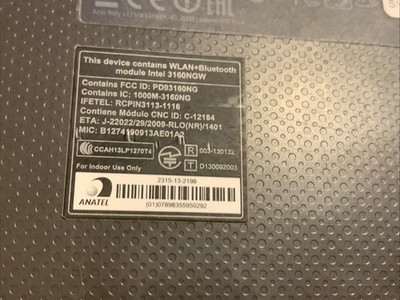 This device contains WLAN+Bluetooth
module Intel 3160NGW
Contains FCC ID: PD93160NG
Contains IC: 1000M-3160NG
IFETEL: RCPIN3113-1116
Contiene Módulo CNC ID: C-12184
ETA: J-22022/29/2009-RLO(NR)/1401
MIC: B1274190913AE01A2
CCAH13LP1270T4
R 003-130132
T D130092003
For Indoor Use Only
2315-13-2198
ANATEL
(01)07898355950292